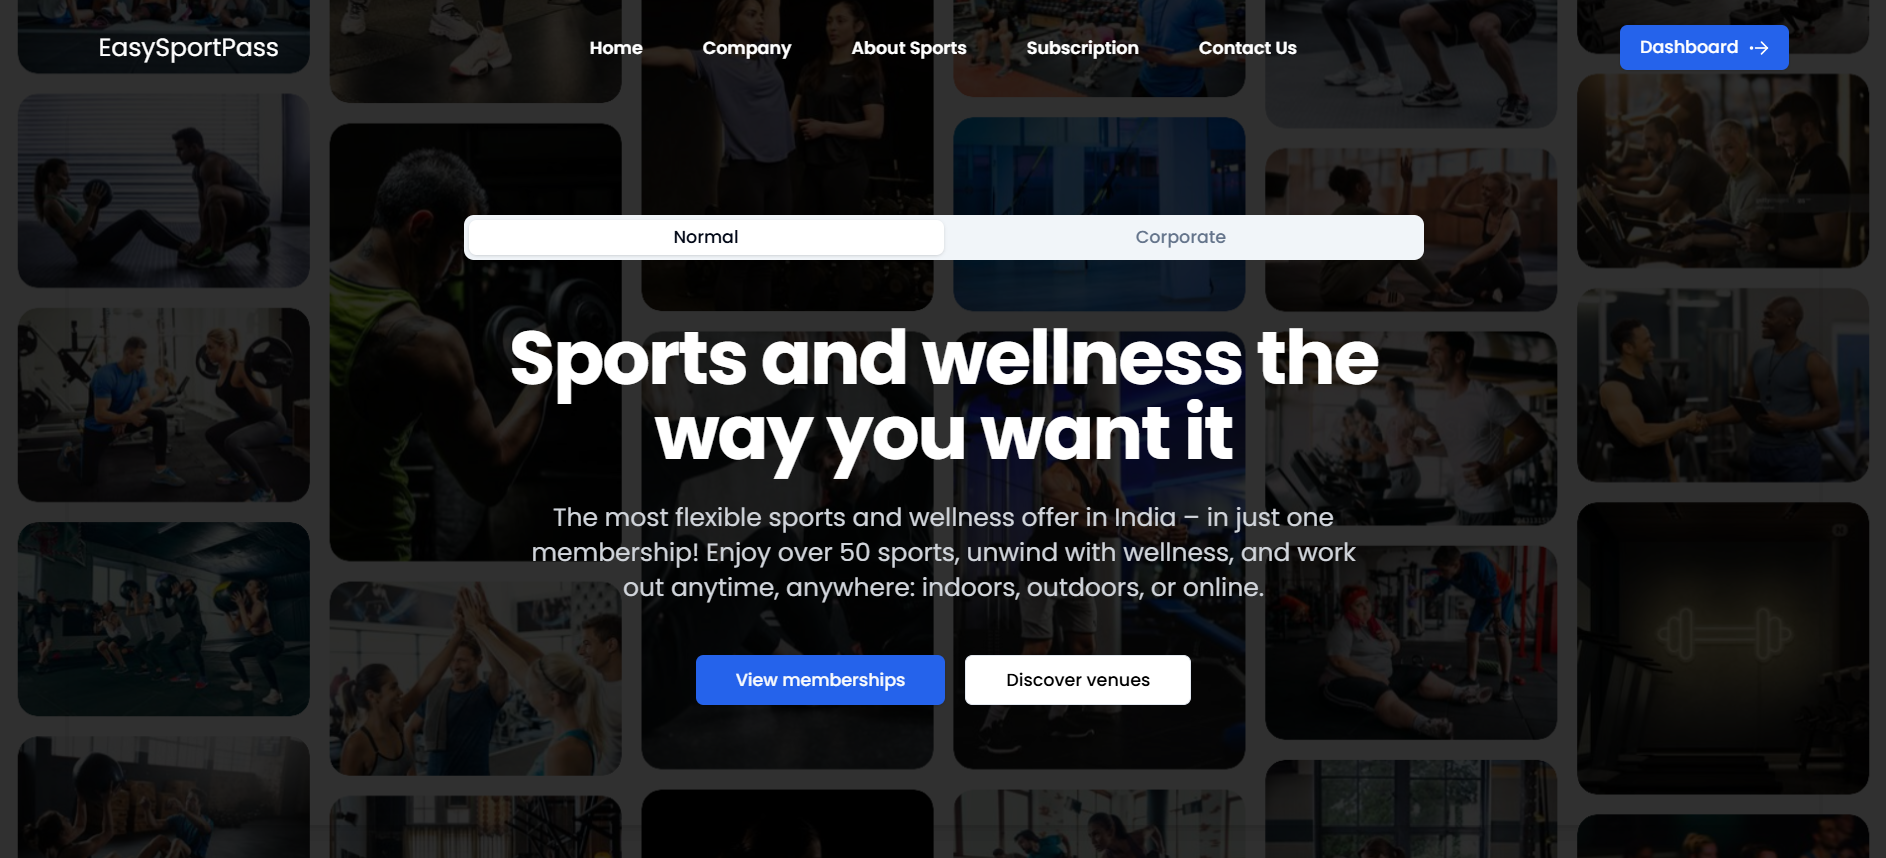 EasySportPass
Home
Company
About Sports
Subscription
Contact Us
Dashboard
Normal
Corporate
Sports and wellness the
way you want it
The most flexible sports and wellness offer in India – in just one
membership! Enjoy over 50 sports, unwind with wellness, and work
out anytime, anywhere: indoors, outdoors, or online.
View memberships
Discover venues